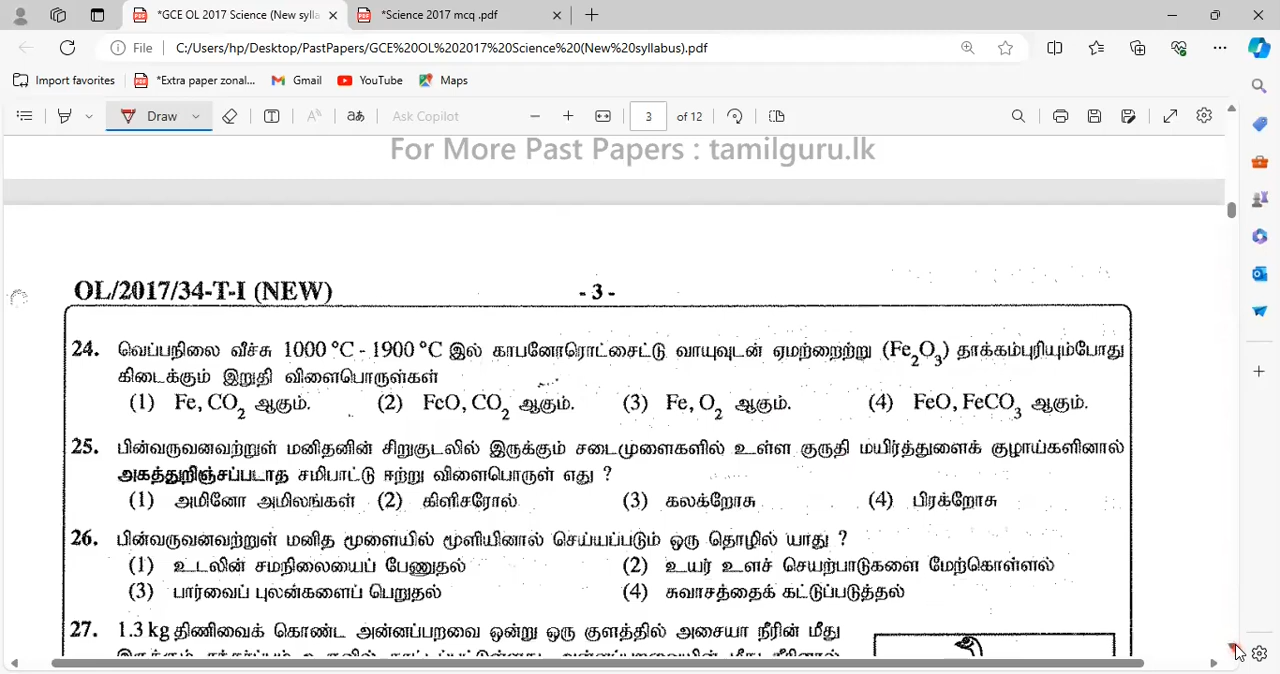 *GCE OL 2017 Science (New sylla
*Science 2017 mcq .pdf
File
C:/Users/hp/Desktop/PastPapers/GCE%20OL%202017%20Science%20(New%20syllabus).pdf
Import favorites
*Extra paper zonal...
Gmail
YouTube
Maps
Draw
Ask Copilot
3 of 12
For More Past Papers : tamilguru.lk
OL/2017/34-T-I (NEW)
- 3 -
24. வெப்பநிலை வீச்சு 1000 °C - 1900 °C இல் காபனோரொட்சைட்டு வாயுவுடன் ஏமற்றைற்று (Fe₂O₃) தாக்கம்புரியும்போது
கிடைக்கும் இறுதி விளைபொருள்கள்
(1) Fe, CO₂ ஆகும். (2) FeO, CO₂ ஆகும். (3) Fe, O₂ ஆகும். (4) FeO, FeCO₃ ஆகும்.
25. பின்வருவனவற்றுள் மனிதனின் சிறுகுடலில் இருக்கும் சடைமுளைகளில் உள்ள குருதி மயிர்த்துளைக் குழாய்களினால்
அகத்துறிஞ்சப்படாத சமிபாட்டு ஈற்று விளைபொருள் எது ?
(1) அமினோ அமிலங்கள் (2) கிளிசரோல் (3) கலக்றோசு (4) பிரக்றோசு
26. பின்வருவனவற்றுள் மனித மூளையில் மூளியினால் செய்யப்படும் ஒரு தொழில் யாது ?
(1) உடலின் சமநிலையைப் பேணுதல் (2) உயர் உளச் செயற்பாடுகளை மேற்கொள்ளல்
(3) பார்வைப் புலன்களைப் பெறுதல் (4) சுவாசத்தைக் கட்டுப்படுத்தல்
27. 1.3 kg திணிவைக் கொண்ட அன்னப்பறவை ஒன்று ஒரு குளத்தில் அசையா நீரின் மீது